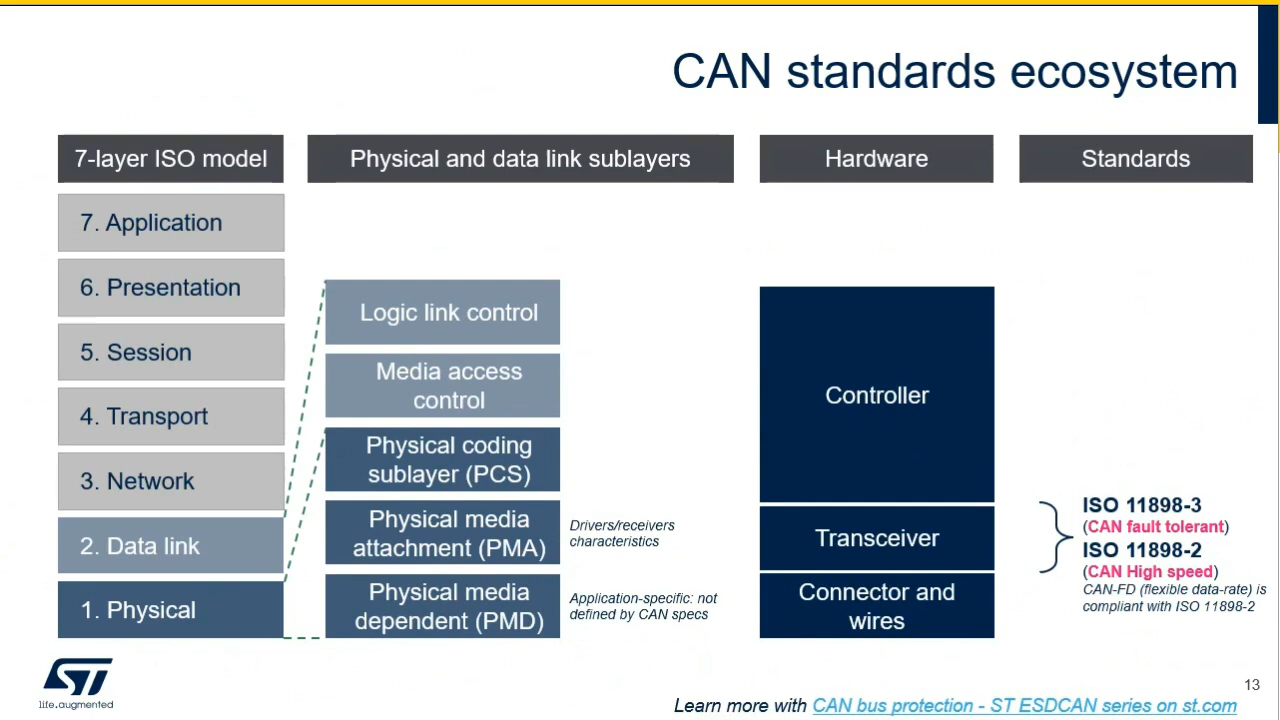 CAN standards ecosystem
7-layer ISO model
Physical and data link sublayers
Hardware
Standards
7. Application
6. Presentation
5. Session
4. Transport
3. Network
2. Data link
1. Physical
Logic link control
Media access
control
Physical coding
sublayer (PCS)
Physical media
attachment (PMA)
Physical media
dependent (PMD)
Drivers/receivers
characteristics
Application-specific: not
defined by CAN specs
Controller
Transceiver
Connector and
wires
ISO 11898-3
(CAN fault tolerant)
ISO 11898-2
(CAN High speed)
CAN-FD (flexible data-rate) is
compliant with ISO 11898-2
ST
life.augmented
13
Learn more with CAN bus protection - ST ESDCAN series on st.com